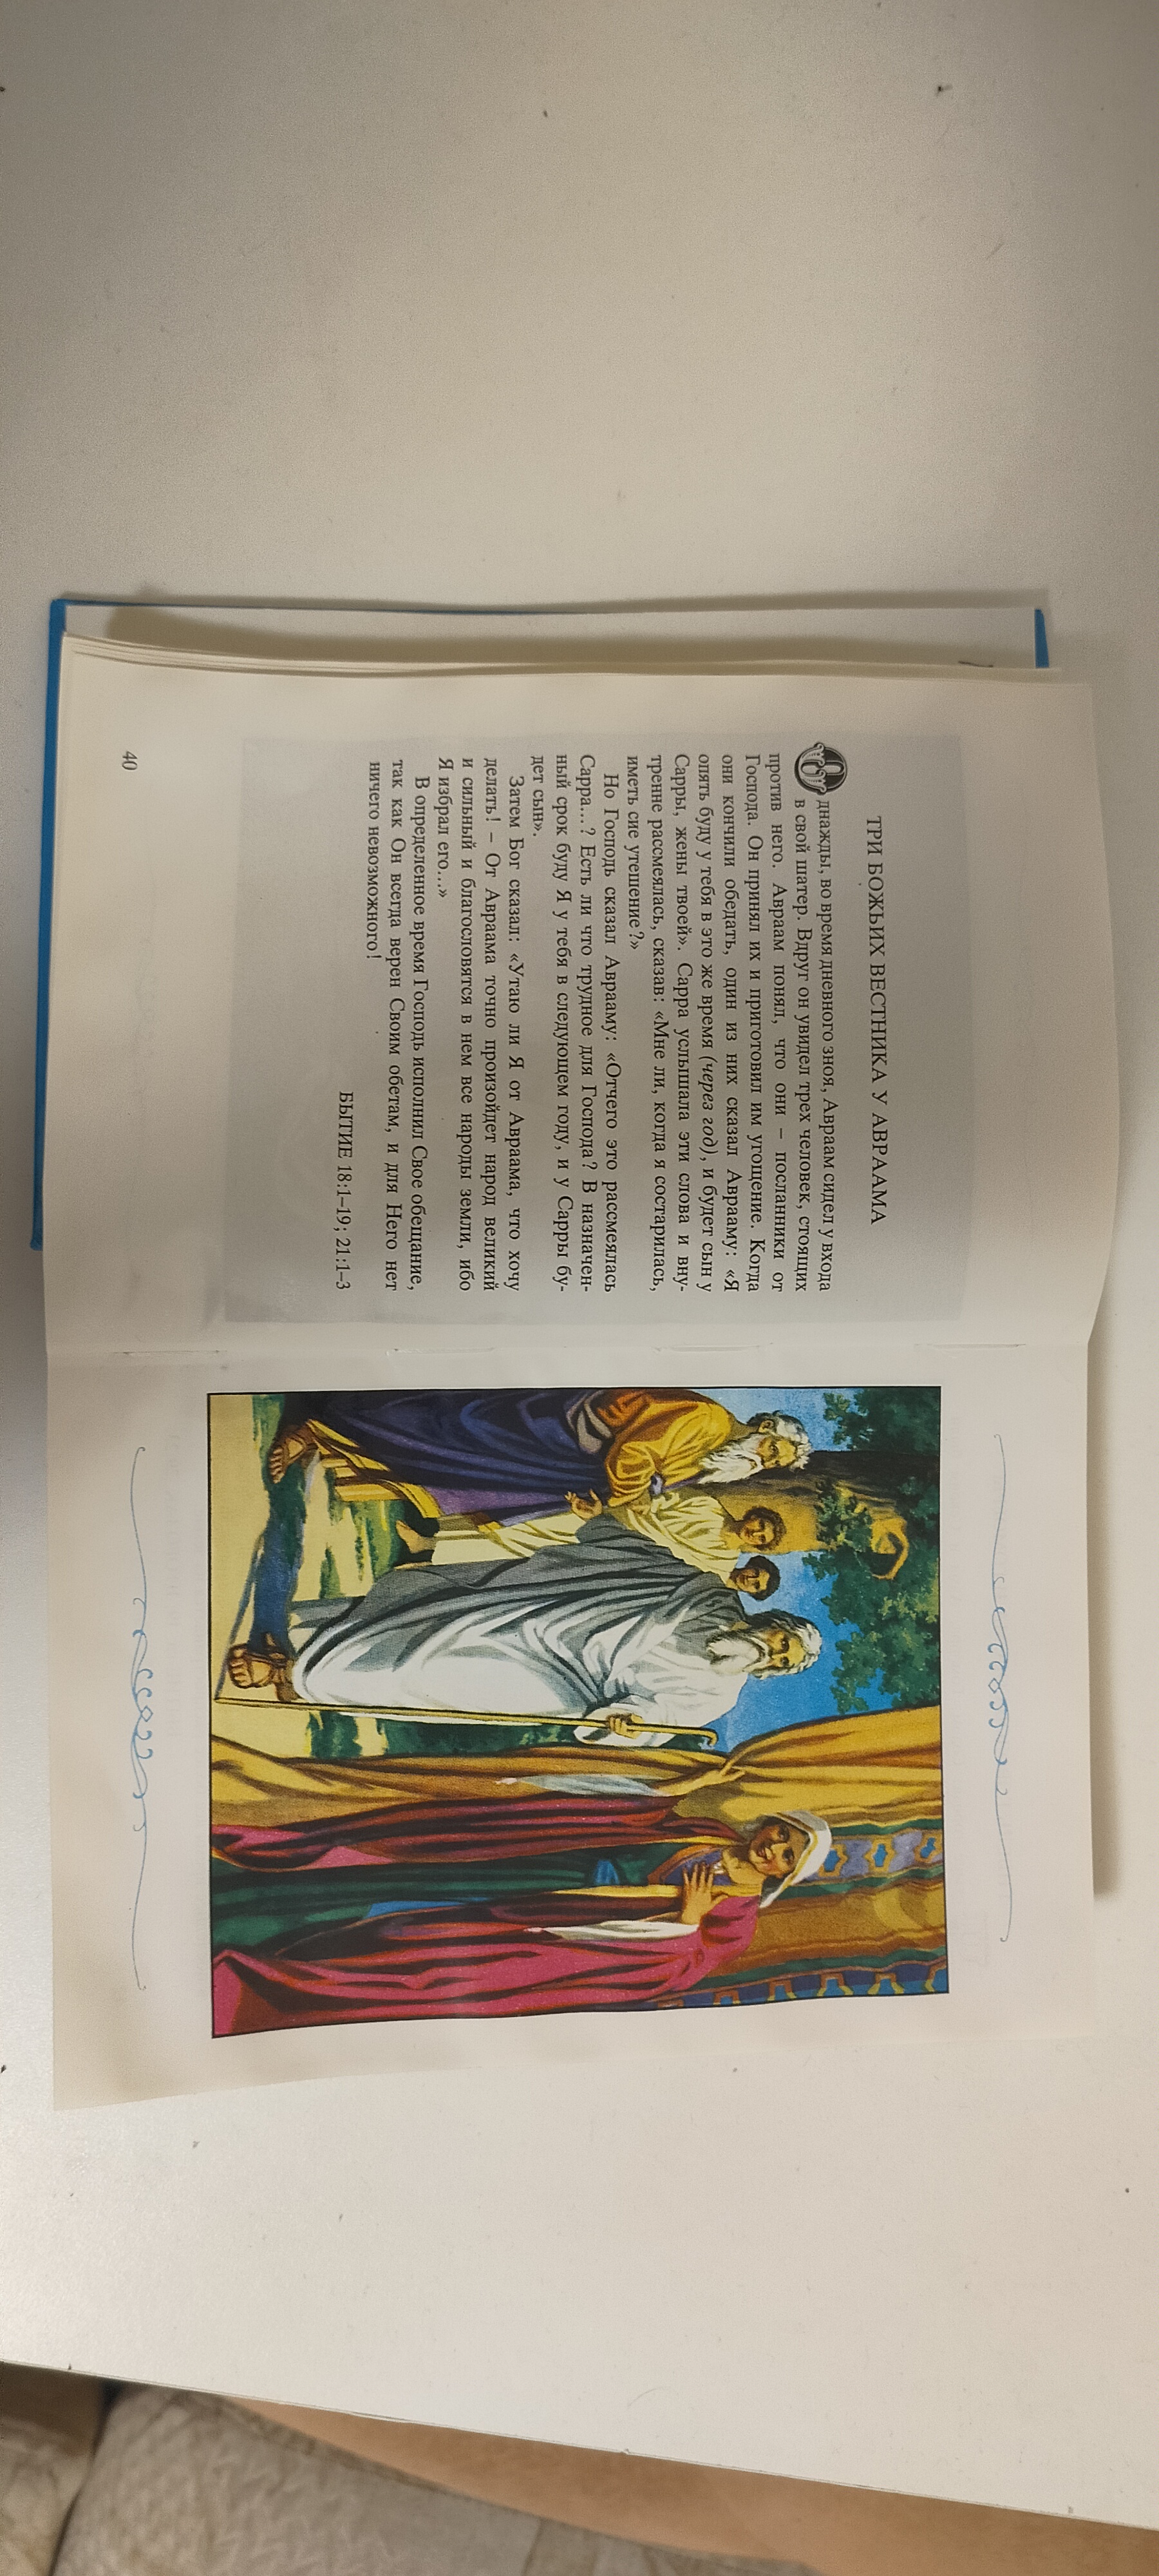 ТРИ БОЖЬИХ ВЕСТНИКА У АВРААМА
Однажды, во время дневного зноя, Авраам сидел у входа
в свой шатер. Вдруг он увидел трех человек, стоящих
против него. Авраам понял, что они – посланники от
Господа. Он принял их и приготовил им угощение. Когда
они кончили обедать, один из них сказал Аврааму: «Я
опять буду у тебя в это же время (через год), и будет сын у
Сарры, жены твоей». Сарра услышала эти слова и вну-
тренне рассмеялась, сказав: «Мне ли, когда я состарилась,
иметь сие утешение?»
Но Господь сказал Аврааму: «Отчего это рассмеялась
Сарра...? Есть ли что трудное для Господа? В назначен-
ный срок буду Я у тебя в следующем году, и у Сарры бу-
дет сын».
Затем Бог сказал: «Утаю ли Я от Авраама, что хочу
делать! – От Авраама точно произойдет народ великий
и сильный и благословятся в нем все народы земли, ибо
Я избрал его...»
В определенное время Господь исполнил Свое обещание,
так как Он всегда верен Своим обетам, и для Него нет
ничего невозможного!
БЫТИЕ 18:1–19; 21:1–3
40